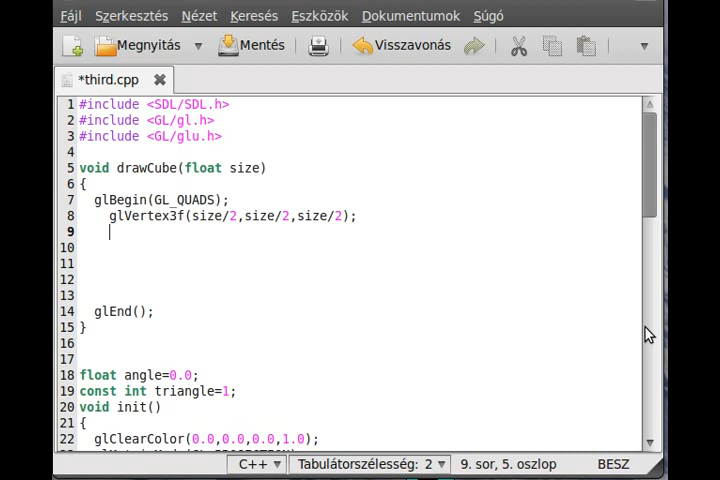 Fájl Szerkesztés Nézet Keresés Eszközök Dokumentumok Súgó
Megnyitás Mentés Visszavonás
*third.cpp
1 #include <SDL/SDL.h>
2 #include <GL/gl.h>
3 #include <GL/glu.h>
4
5 void drawCube(float size)
6 {
7 glBegin(GL_QUADS);
8 glVertex3f(size/2,size/2,size/2);
9
10
11
12
13
14 glEnd();
15 }
16
17
18 float angle=0.0;
19 const int triangle=1;
20 void init()
21 {
22 glClearColor(0.0,0.0,0.0,1.0);
C++ Tabulátorszélesség: 2 9. sor, 5. oszlop BESZ